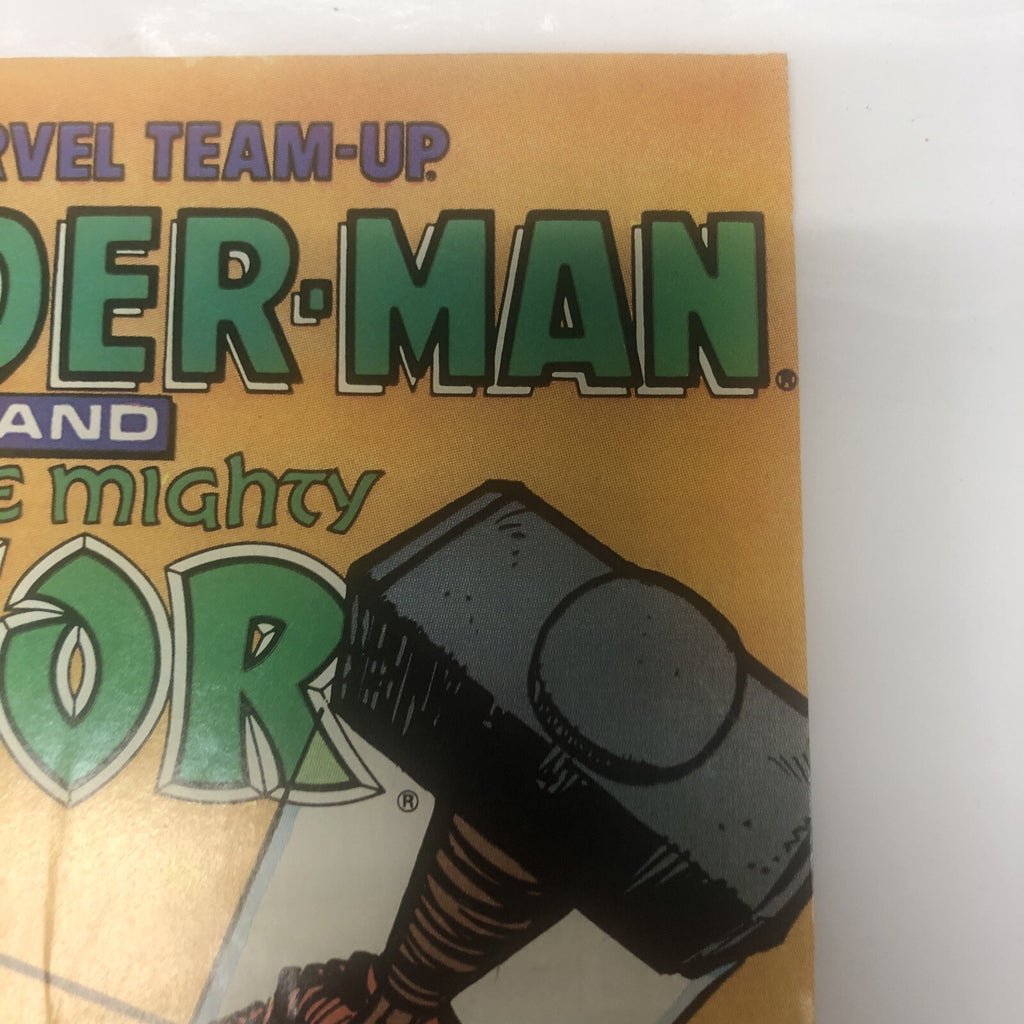 RVEL TEAM-UP®
DER-MAN®
AND
E mighty
OR®